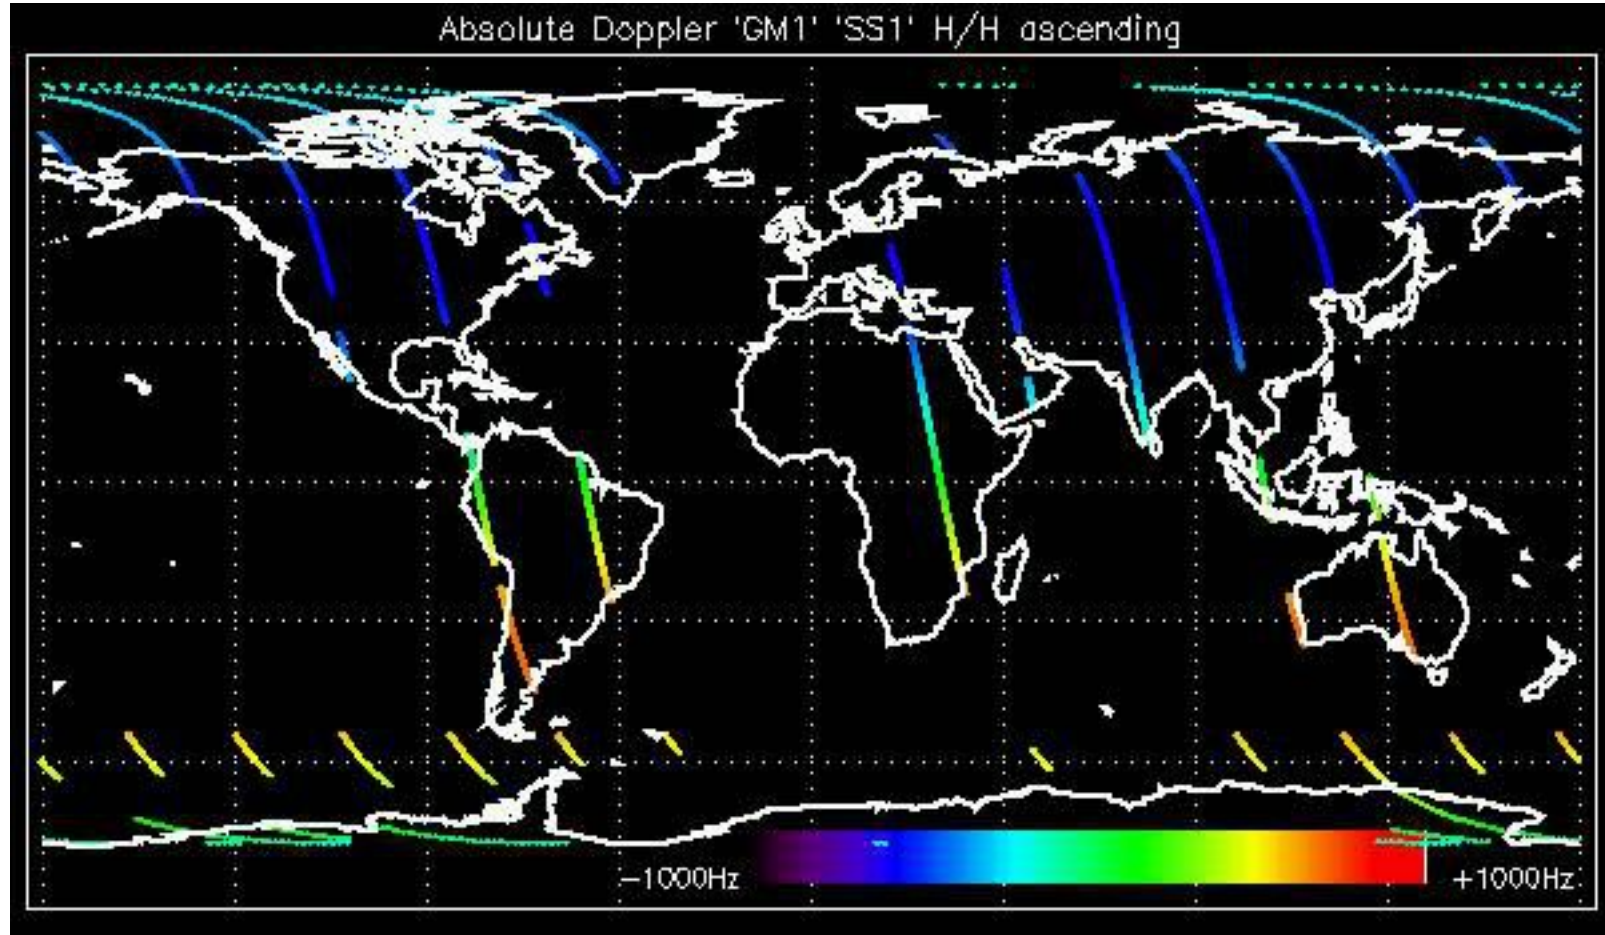 Absolute Doppler 'GM1' 'SS1' H/H ascending
−1000Hz
+1000Hz